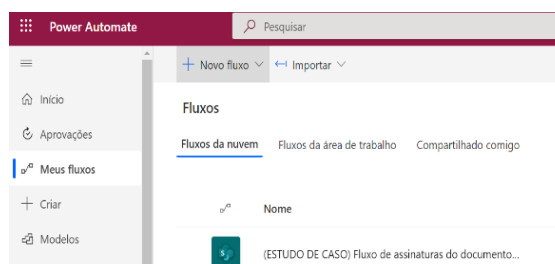 Power Automate
Pesquisar
Novo fluxo
Importar
Início
Aprovações
Meus fluxos
Criar
Modelos
Fluxos
Fluxos da nuvem
Fluxos da área de trabalho
Compartilhado comigo
Nome
(ESTUDO DE CASO) Fluxo de assinaturas do documento...